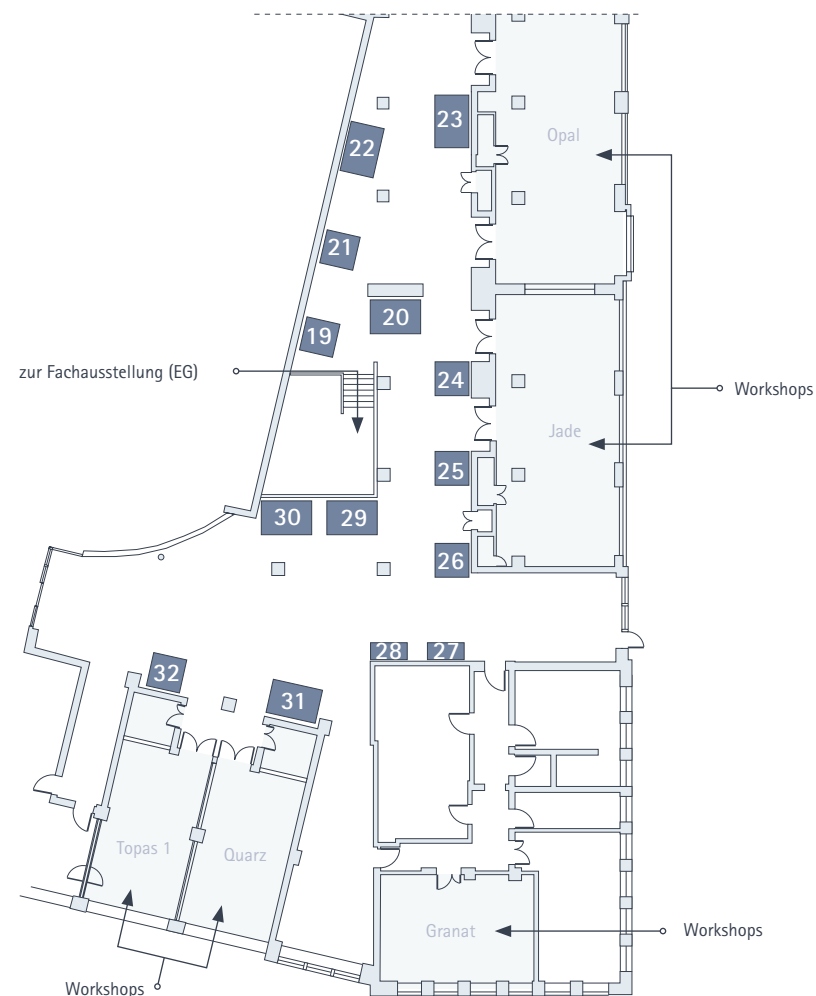 23
Opal
22
21
20
19
zur Fachausstellung (EG)
24
Workshops
Jade
25
30
29
26
28
27
32
31
Topas 1
Quarz
Granat
Workshops
Workshops